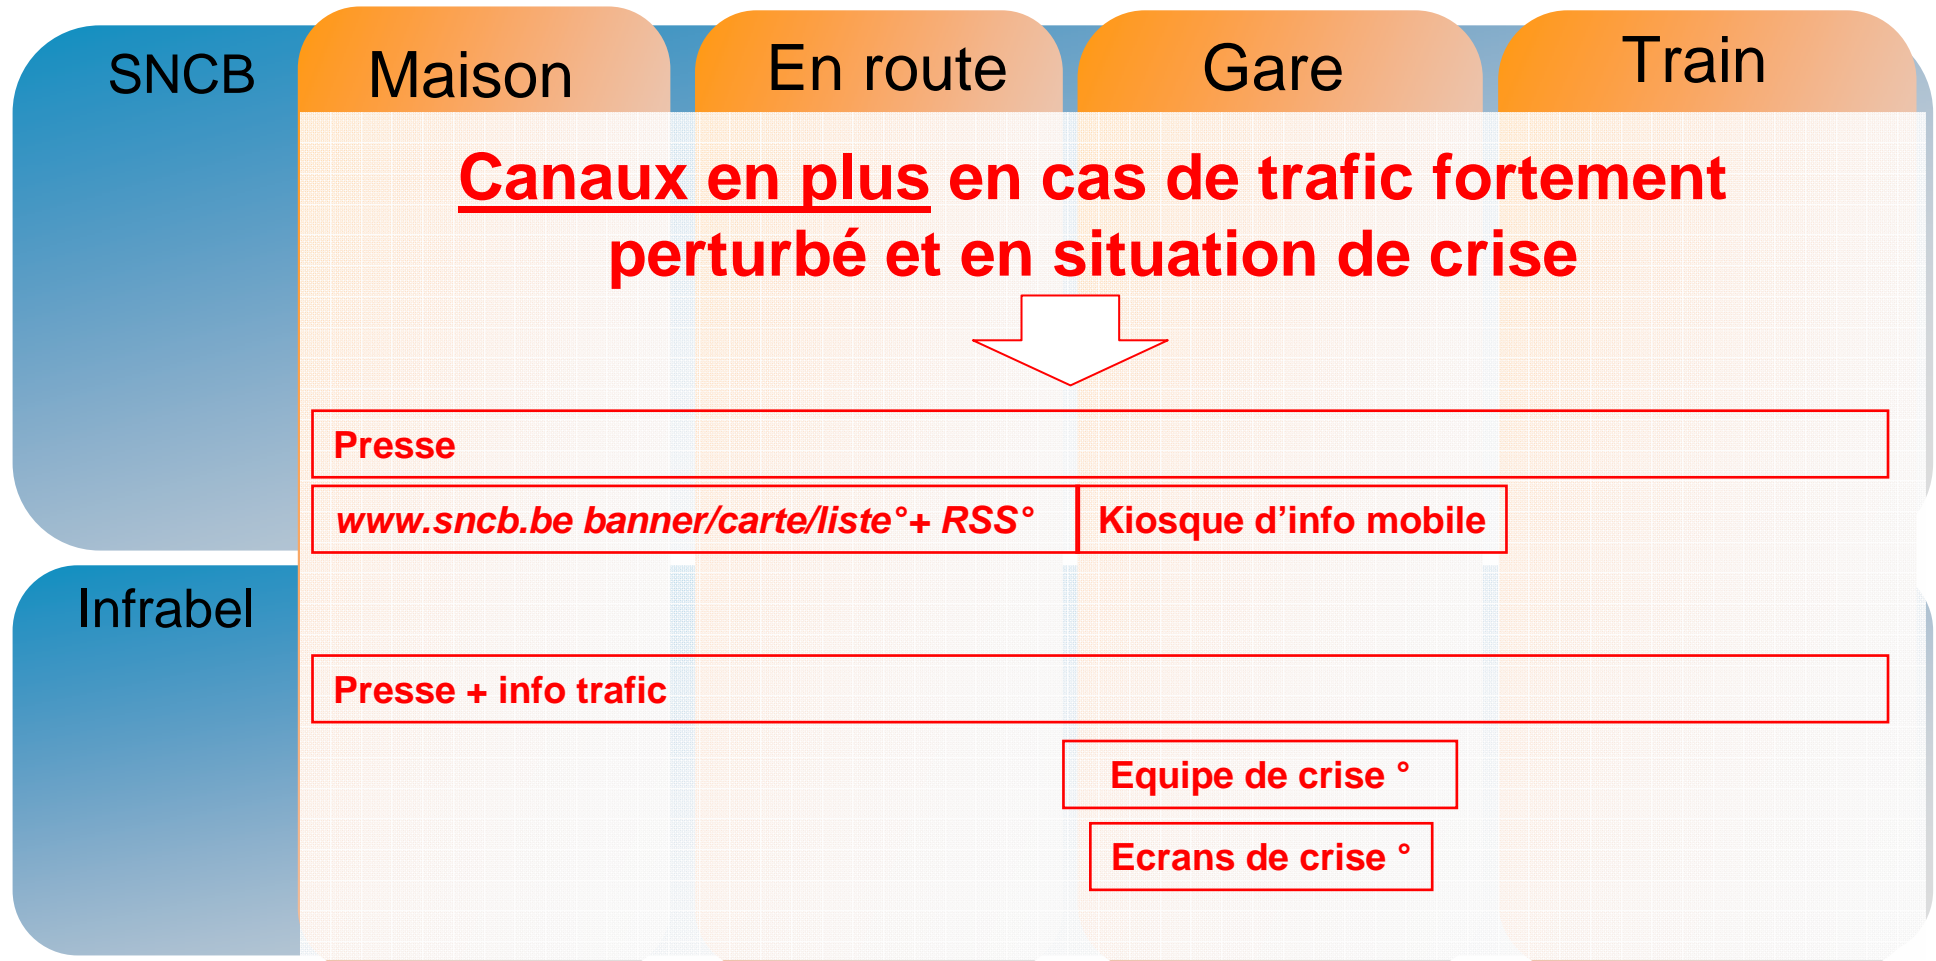 SNCB
Maison
En route
Gare
Train
Canaux en plus en cas de trafic fortement
perturbé et en situation de crise
Presse
www.sncb.be banner/carte/liste°+ RSS°
Kiosque d’info mobile
Infrabel
Presse + info trafic
Equipe de crise °
Ecrans de crise °